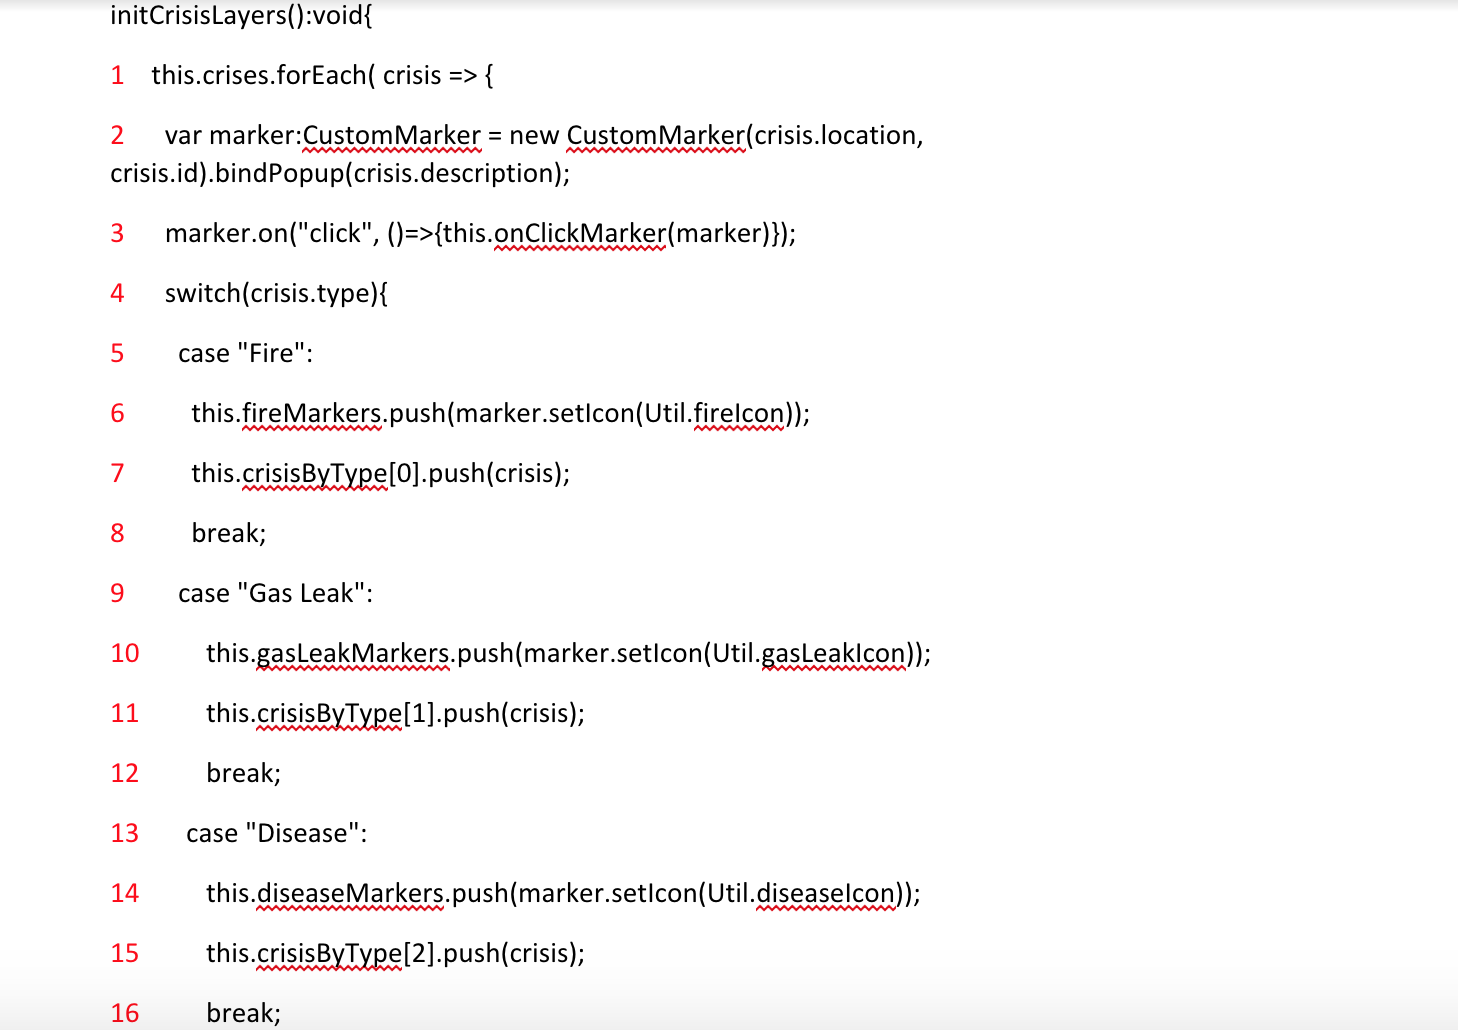 initCrisisLayers():void{
1 this.crises.forEach( crisis => {
2 var marker:CustomMarker = new CustomMarker(crisis.location,
crisis.id).bindPopup(crisis.description);
3 marker.on("click", ()=>{this.onClickMarker(marker)});
4 switch(crisis.type){
5 case "Fire":
6 this.fireMarkers.push(marker.setIcon(Util.fireIcon));
7 this.crisisByType[0].push(crisis);
8 break;
9 case "Gas Leak":
10 this.gasLeakMarkers.push(marker.setIcon(Util.gasLeakIcon));
11 this.crisisByType[1].push(crisis);
12 break;
13 case "Disease":
14 this.diseaseMarkers.push(marker.setIcon(Util.diseaseIcon));
15 this.crisisByType[2].push(crisis);
16 break;